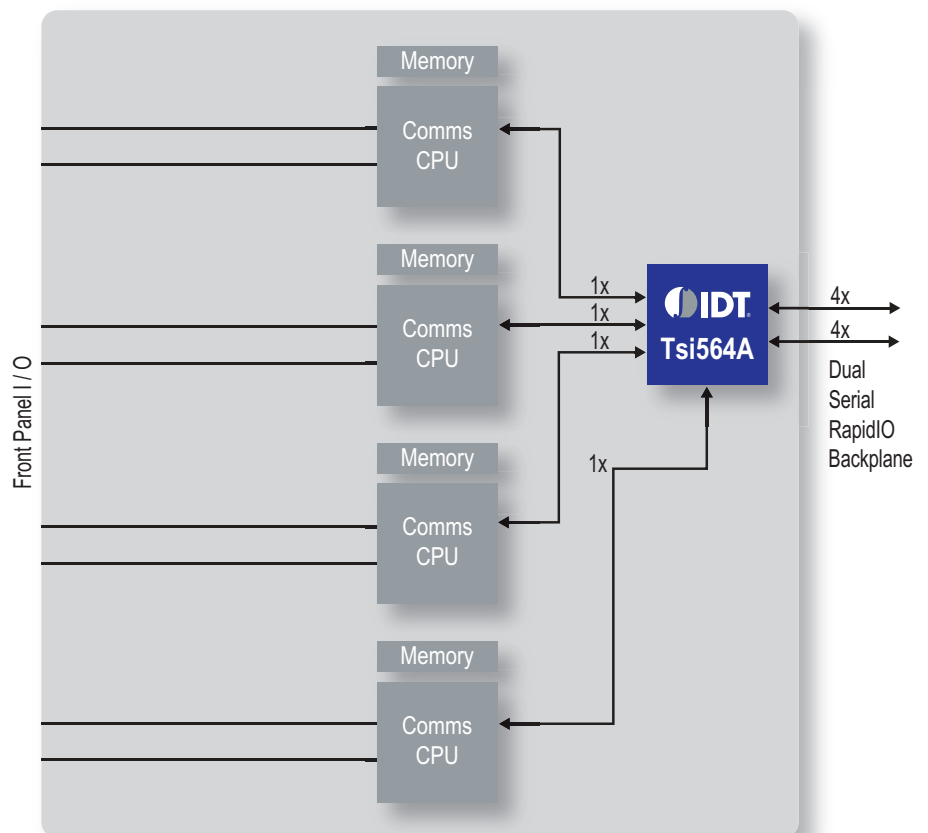 Front Panel I / O
Memory
Comms
CPU
Memory
Comms
CPU
Memory
Comms
CPU
Memory
Comms
CPU
1x
1x
1x
1x
IDT
Tsi564A
4x
4x
Dual
Serial
RapidIO
Backplane